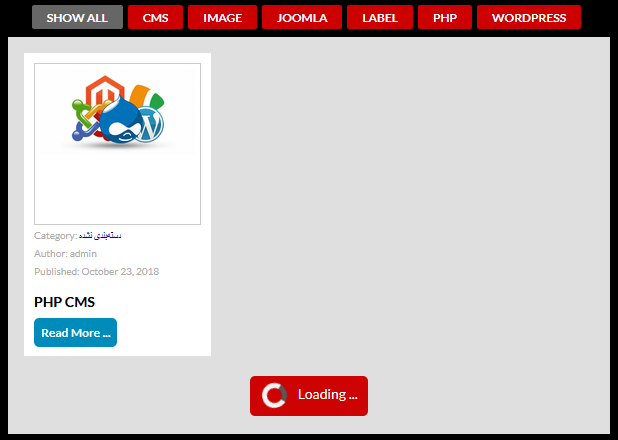 SHOW ALL CMS IMAGE JOOMLA LABEL PHP WORDPRESS
Category: دسته‌بندی نشده
Author: admin
Published: October 23, 2018
PHP CMS
Read More ...
Loading ...